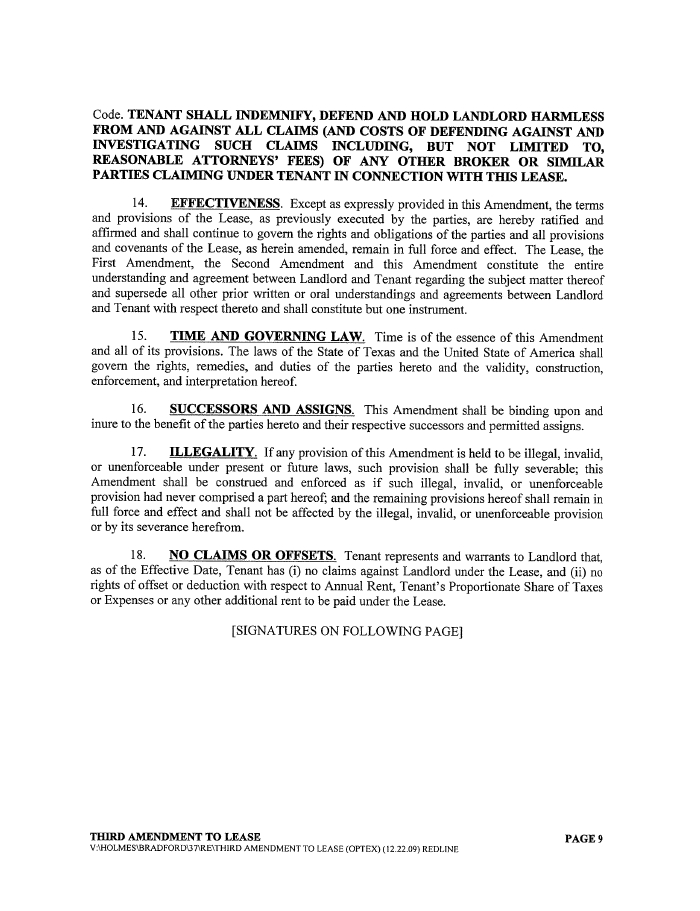 Code. TENANT SHALL INDEMNIFY, DEFEND AND HOLD LANDLORD HARMLESS
FROM AND AGAINST ALL CLAIMS (AND COSTS OF DEFENDING AGAINST AND
INVESTIGATING SUCH CLAIMS INCLUDING, BUT NOT LIMITED TO,
REASONABLE ATTORNEYS' FEES) OF ANY OTHER BROKER OR SIMILAR
PARTIES CLAIMING UNDER TENANT IN CONNECTION WITH THIS LEASE.
14. EFFECTIVENESS. Except as expressly provided in this Amendment, the terms
and provisions of the Lease, as previously executed by the parties, are hereby ratified and
affirmed and shall continue to govern the rights and obligations of the parties and all provisions
and covenants of the Lease, as herein amended, remain in full force and effect. The Lease, the
First Amendment, the Second Amendment and this Amendment constitute the entire
understanding and agreement between Landlord and Tenant regarding the subject matter thereof
and supersede all other prior written or oral understandings and agreements between Landlord
and Tenant with respect thereto and shall constitute but one instrument.
15. TIME AND GOVERNING LAW. Time is of the essence of this Amendment
and all of its provisions. The laws of the State of Texas and the United State of America shall
govern the rights, remedies, and duties of the parties hereto and the validity, construction,
enforcement, and interpretation hereof.
16. SUCCESSORS AND ASSIGNS. This Amendment shall be binding upon and
inure to the benefit of the parties hereto and their respective successors and permitted assigns.
17. ILLEGALITY. If any provision of this Amendment is held to be illegal, invalid,
or unenforceable under present or future laws, such provision shall be fully severable; this
Amendment shall be construed and enforced as if such illegal, invalid, or unenforceable
provision had never comprised a part hereof; and the remaining provisions hereof shall remain in
full force and effect and shall not be affected by the illegal, invalid, or unenforceable provision
or by its severance herefrom.
18. NO CLAIMS OR OFFSETS. Tenant represents and warrants to Landlord that,
as of the Effective Date, Tenant has (i) no claims against Landlord under the Lease, and (ii) no
rights of offset or deduction with respect to Annual Rent, Tenant's Proportionate Share of Taxes
or Expenses or any other additional rent to be paid under the Lease.
[SIGNATURES ON FOLLOWING PAGE]
THIRD AMENDMENT TO LEASE PAGE 9
V:\HOLMES\BRADFORD\37\RE\THIRD AMENDMENT TO LEASE (OPTEX) (12.22.09) REDLINE